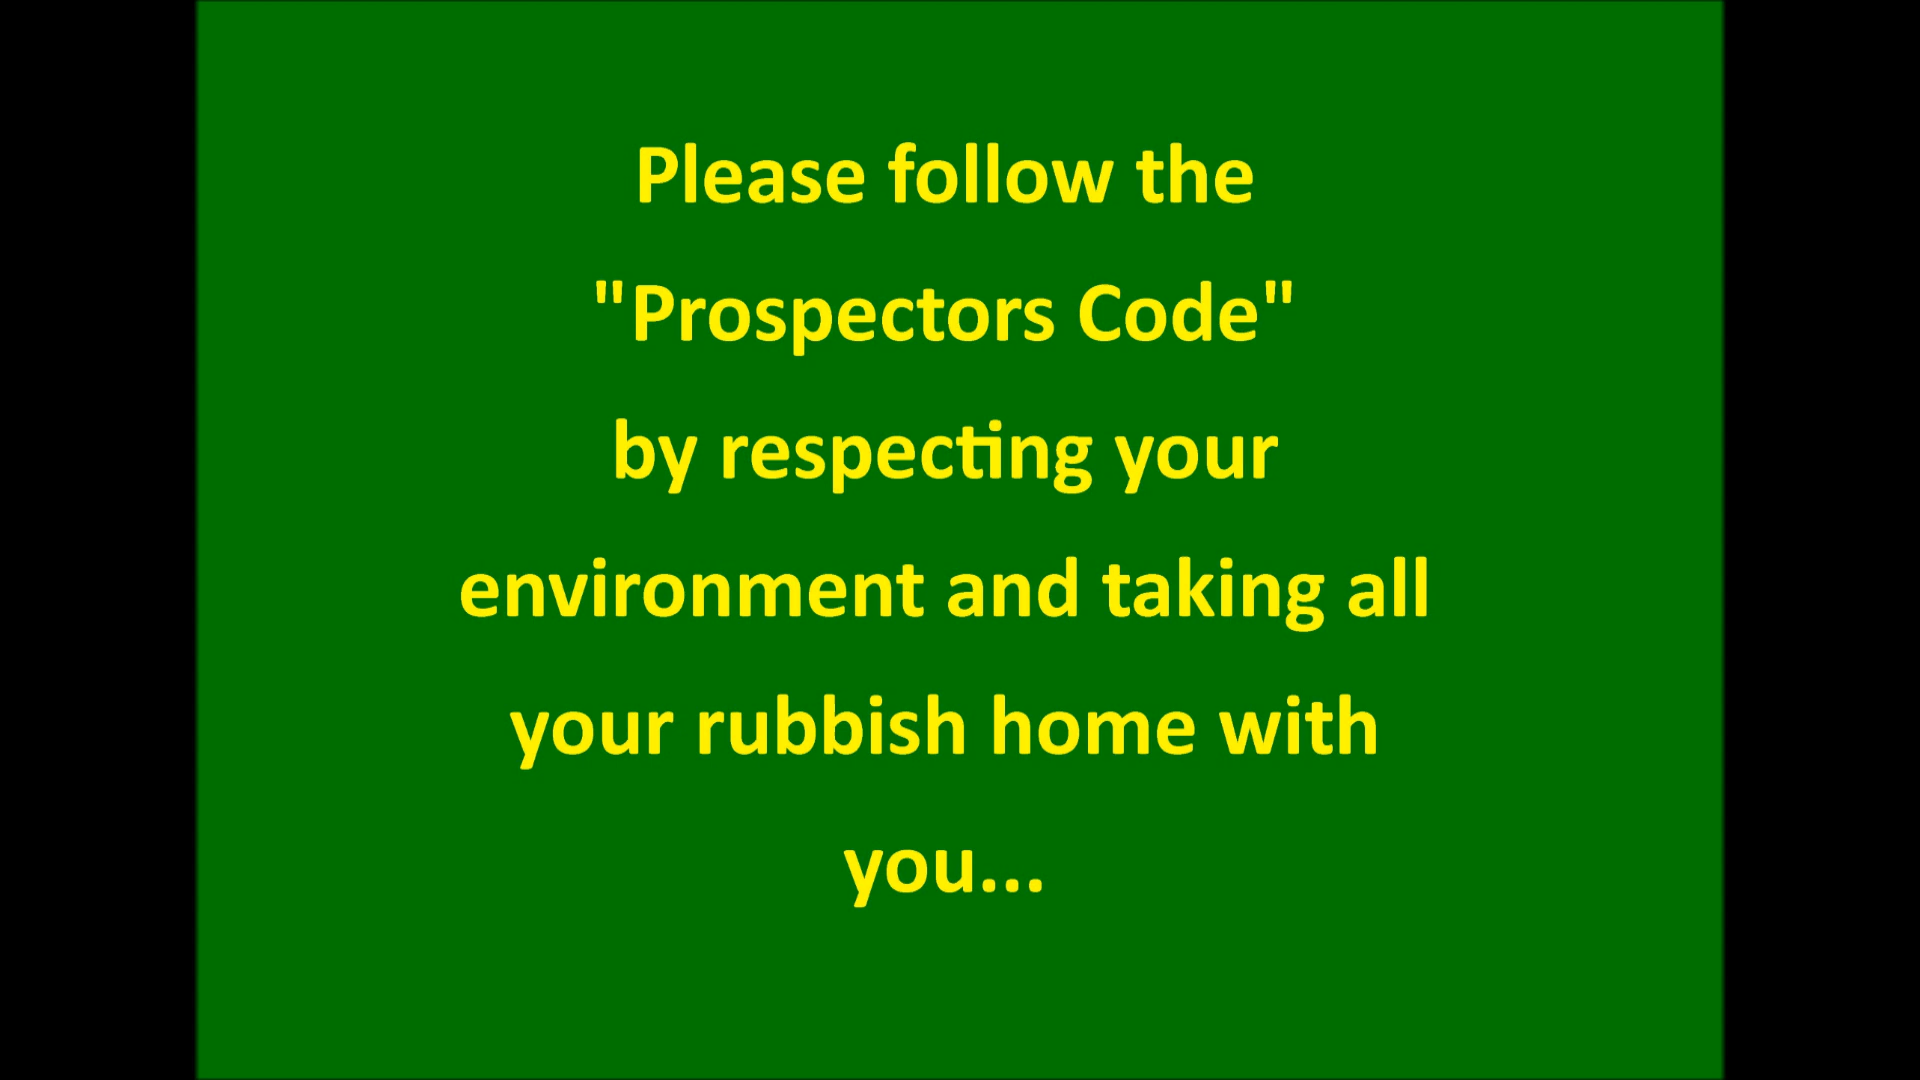 Please follow the
"Prospectors Code"
by respecting your
environment and taking all
your rubbish home with
you...